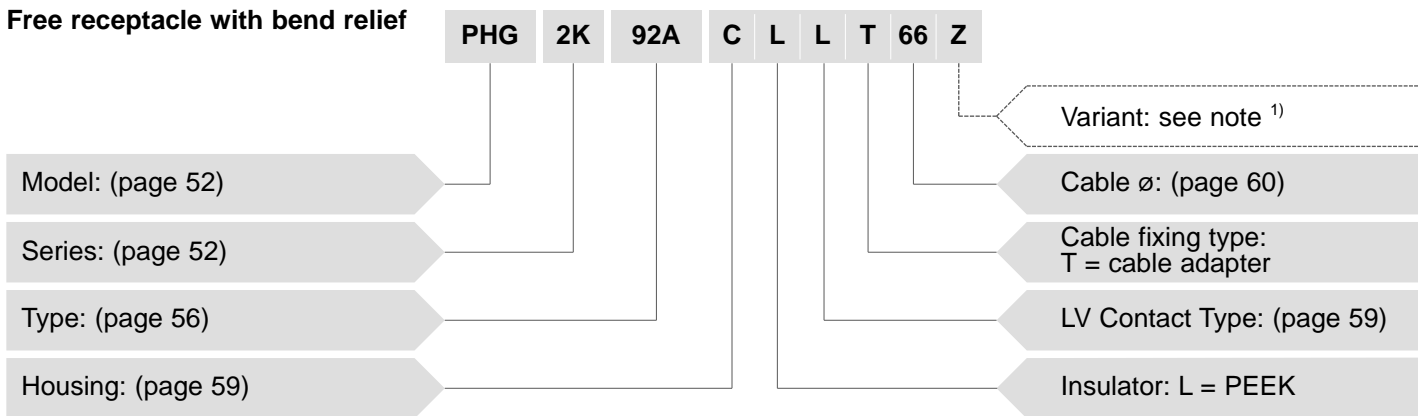 Free receptacle with bend relief
PHG 2K 92A C L L T 66 Z
Variant: see note 1)
Model: (page 52)
Cable ø: (page 60)
Series: (page 52)
Cable fixing type:
T = cable adapter
Type: (page 56)
LV Contact Type: (page 59)
Housing: (page 59)
Insulator: L = PEEK